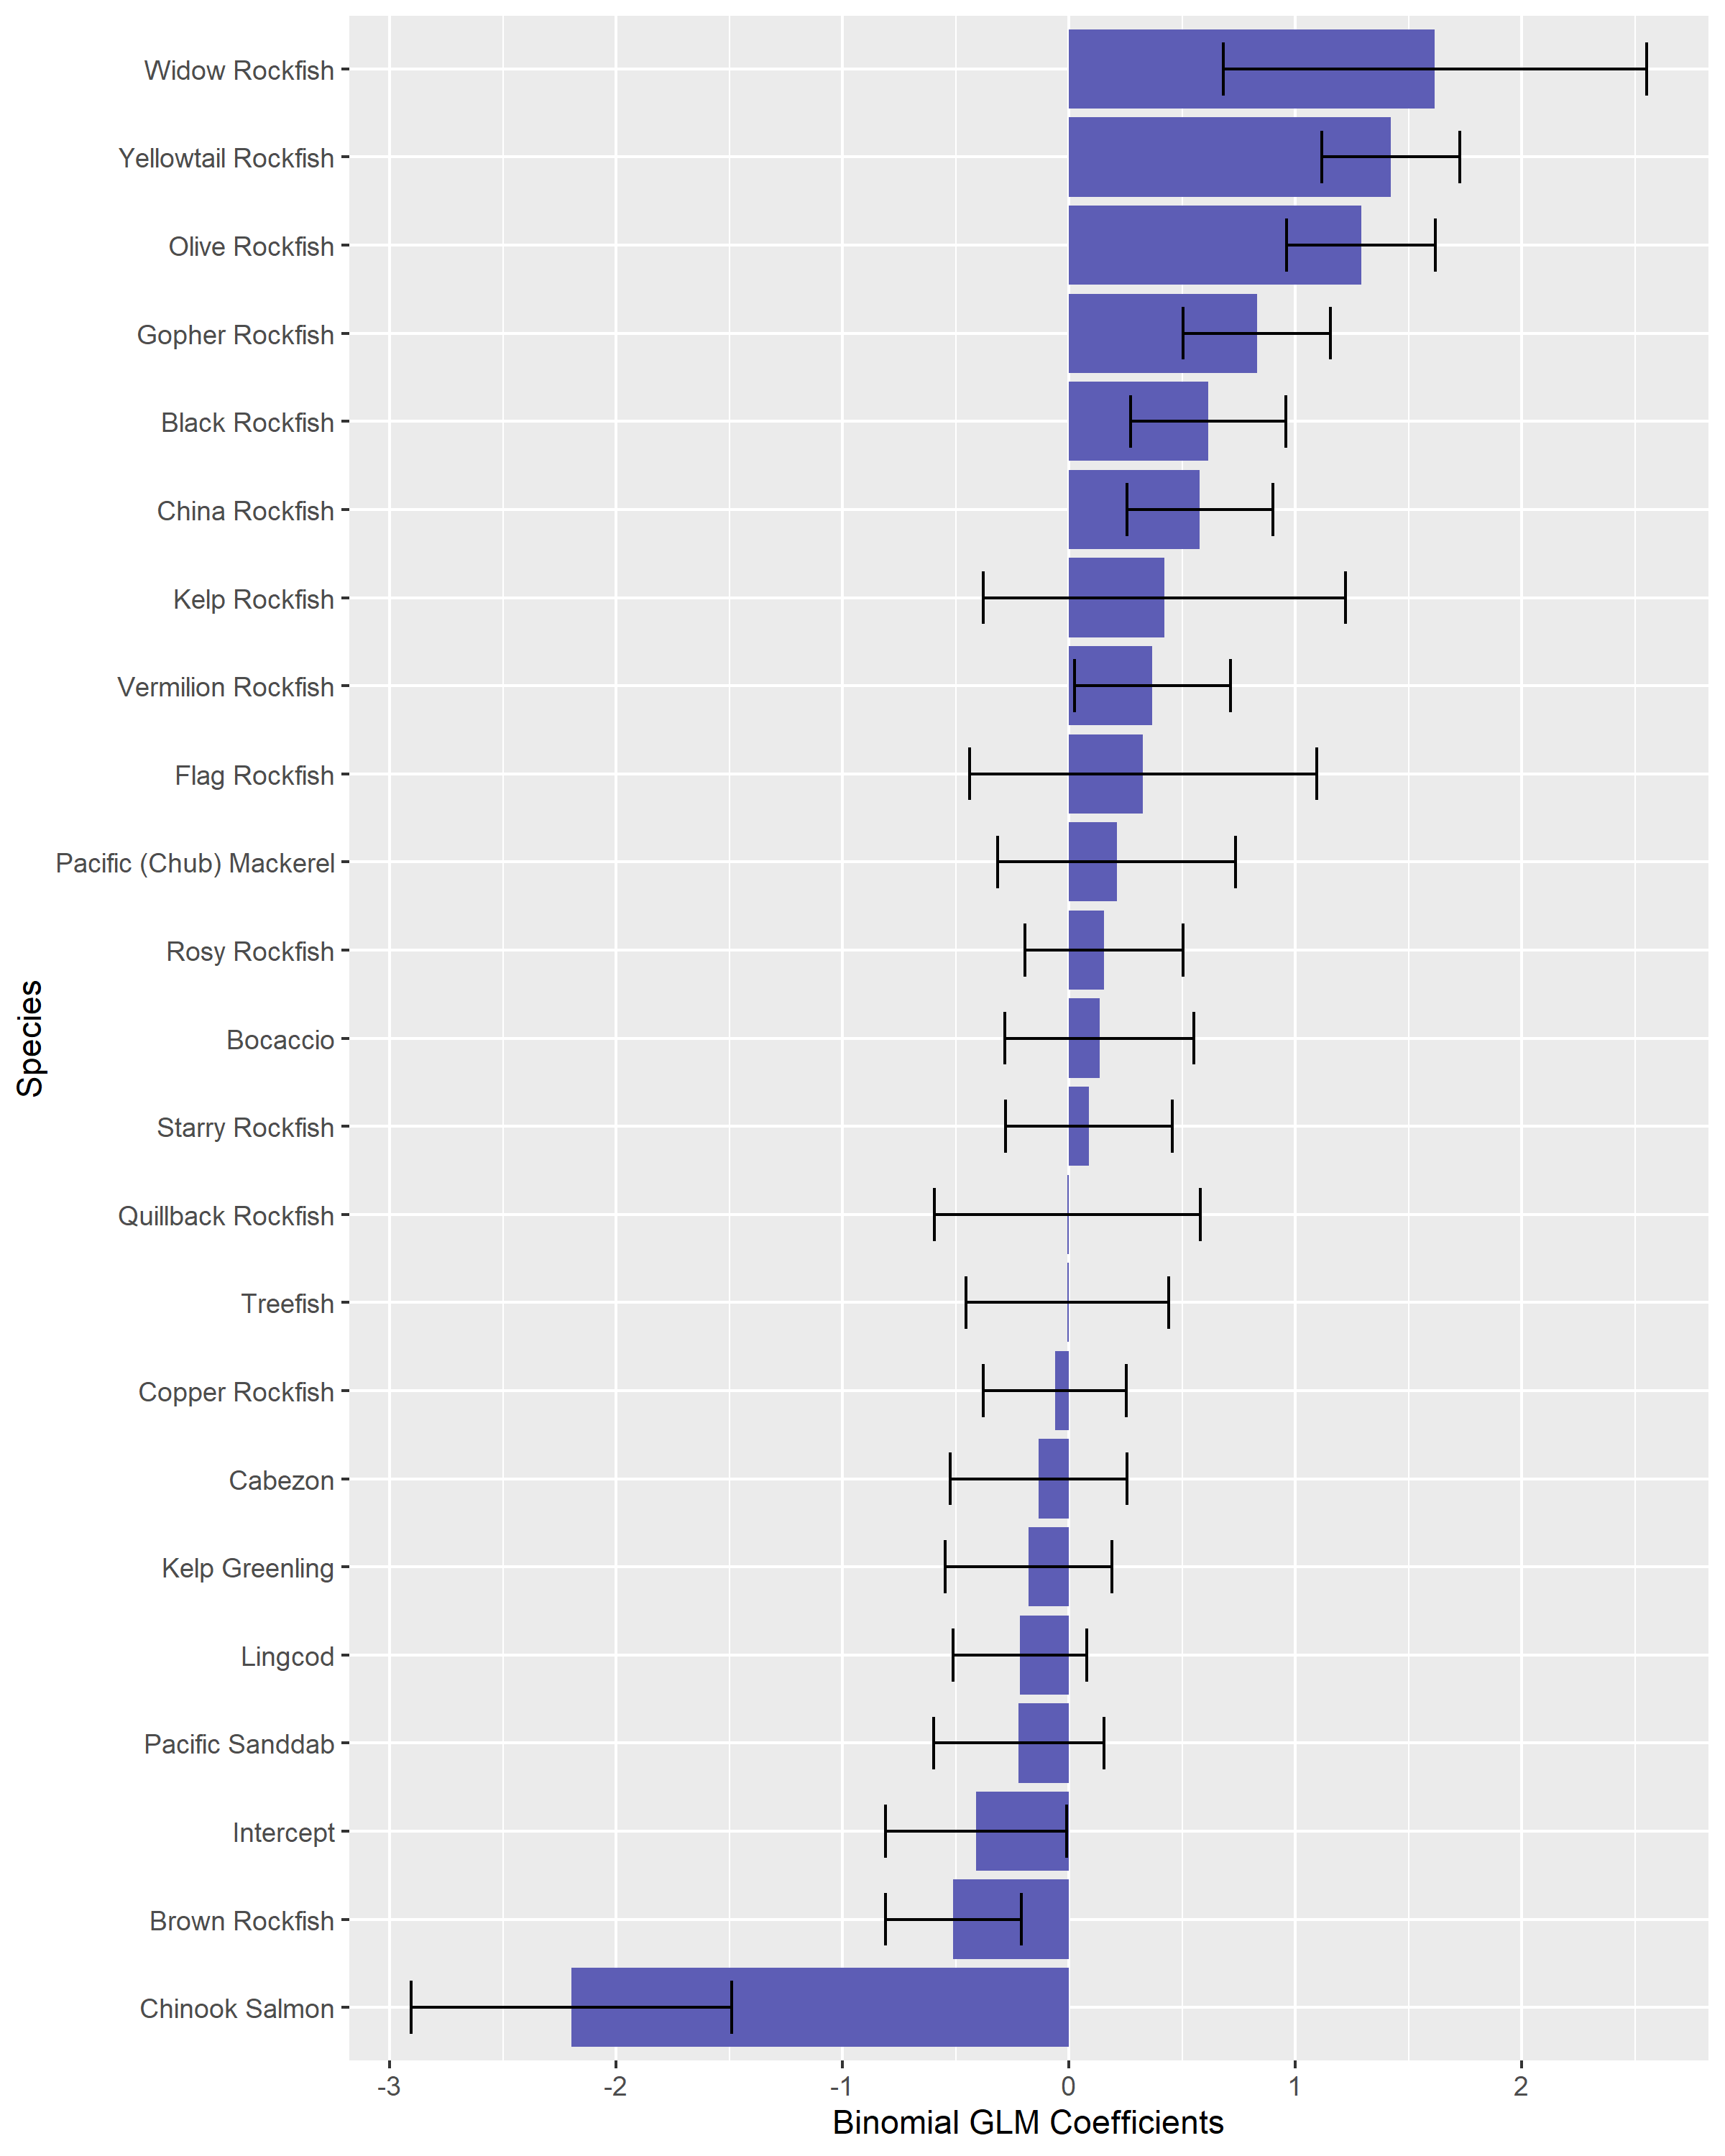 Widow Rockfish
Yellowtail Rockfish
Olive Rockfish
Gopher Rockfish
Black Rockfish
China Rockfish
Kelp Rockfish
Vermilion Rockfish
Flag Rockfish
Pacific (Chub) Mackerel
Rosy Rockfish
Bocaccio
Starry Rockfish
Quillback Rockfish
Treefish
Copper Rockfish
Cabezon
Kelp Greenling
Lingcod
Pacific Sanddab
Intercept
Brown Rockfish
Chinook Salmon
Species
-3 -2 -1 0 1 2
Binomial GLM Coefficients